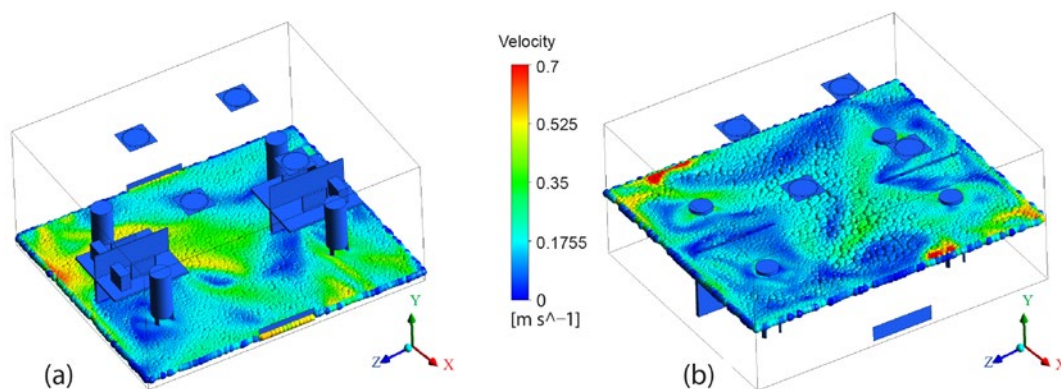 Velocity
0.7
0.525
0.35
0.1755
0
[m s^−1]
Y
Z
X
(a)
Y
Z
X
(b)